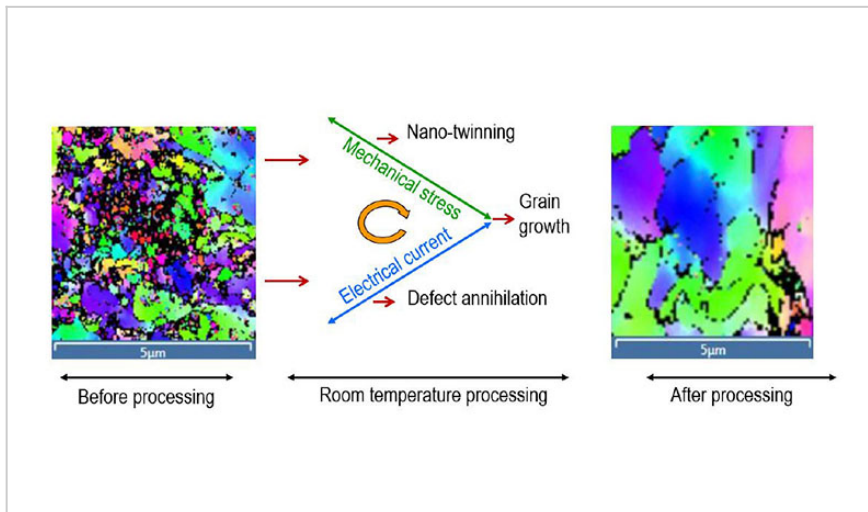 Nano-twinning
Mechanical stress
Grain
growth
Electrical current
Defect annihilation
5μm
5μm
Before processing
Room temperature processing
After processing